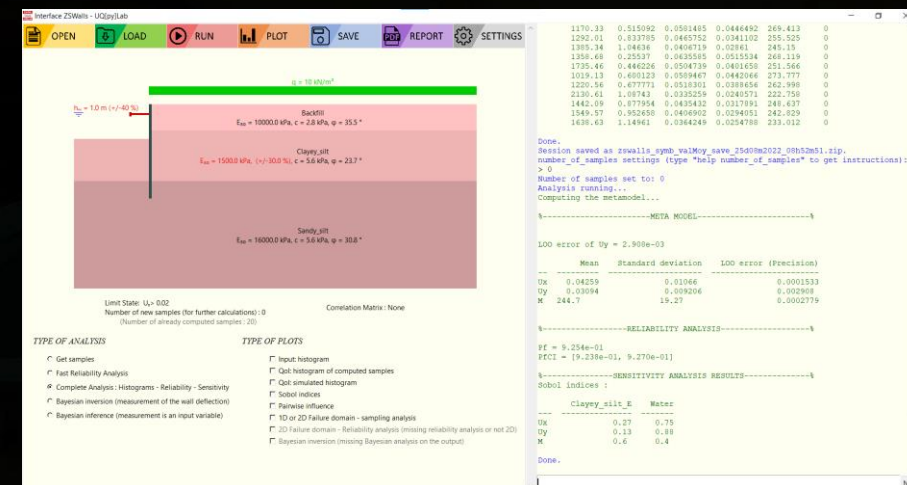 Interface ZSWalls - UQ[py]Lab
OPEN LOAD RUN PLOT SAVE REPORT SETTINGS
q = 10 kN/m²
= 1.0 m (+/-40 %)
Backfill
= 10000.0 kPa, c = 2.8 kPa, φ = 35.5 °
Clayey_silt
= 1500.0 kPa, (+/-30.0 %), c = 5.6 kPa, φ = 23.7 °
Sandy_silt
= 16000.0 kPa, c = 5.6 kPa, φ = 30.8 °
Limit State: > 0.02
Number of new samples (for further calculations) : 0
(Number of already computed samples : 20)
Correlation Matrix : None
TYPE OF ANALYSIS
Get samples
Fast Reliability Analysis
Complete Analysis : Histograms - Reliability - Sensitivity
Bayesian inversion (measurement of the wall deflection)
Bayesian inference (measurement is an input variable)
TYPE OF PLOTS
Input: histogram
QoI: histogram of computed samples
QoI: simulated histogram
Sobol indices
Pairwise influence
1D or 2D Failure domain - sampling analysis
2D Failure domain - Reliability analysis (missing reliability analysis or not 2D)
Bayesian inversion (missing Bayesian analysis on the output)
1170.33 0.515092 0.0501485 0.0446492 269.413 0
1292.01 0.833785 0.0465752 0.0341102 255.525 0
1385.34 1.04636 0.0406719 0.02861 245.15 0
1358.68 0.25537 0.0635585 0.0515534 268.119 0
1735.46 0.446226 0.0504739 0.0401658 251.566 0
1019.13 0.600123 0.0589467 0.0442066 273.777 0
1220.56 0.677771 0.0518301 0.0388656 262.998 0
2130.61 1.08743 0.0335259 0.0240571 222.758 0
1442.09 0.877954 0.0435432 0.0317891 248.637 0
1549.57 0.952658 0.0406902 0.0294051 242.829 0
1638.63 1.14961 0.0364249 0.0254788 233.012 0
Done.
Session saved as zswalls_symb_valMoy_save_25d08m2022_08h52m51.zip.
number_of_samples settings (type "help number_of_samples" to get instructions):
> 0
Number of samples set to: 0
Analysis running...
Computing the metamodel...
%----------------------META MODEL-----------------------%
LOO error of Uy = 2.908e-03
Mean Standard deviation LOO error (Precision)
Ux 0.04259 0.01066 0.0001533
Uy 0.03094 0.009206 0.002908
M 244.7 19.27 0.0002779
%-----------------RELIABILITY ANALYSIS------------------%
Pf = 9.254e-01
PfCI = [9.238e-01, 9.270e-01]
%--------------SENSITIVITY ANALYSIS RESULTS--------------%
Sobol indices :
Clayey_silt_E Water
Ux 0.27 0.75
Uy 0.13 0.88
M 0.6 0.4
Done.